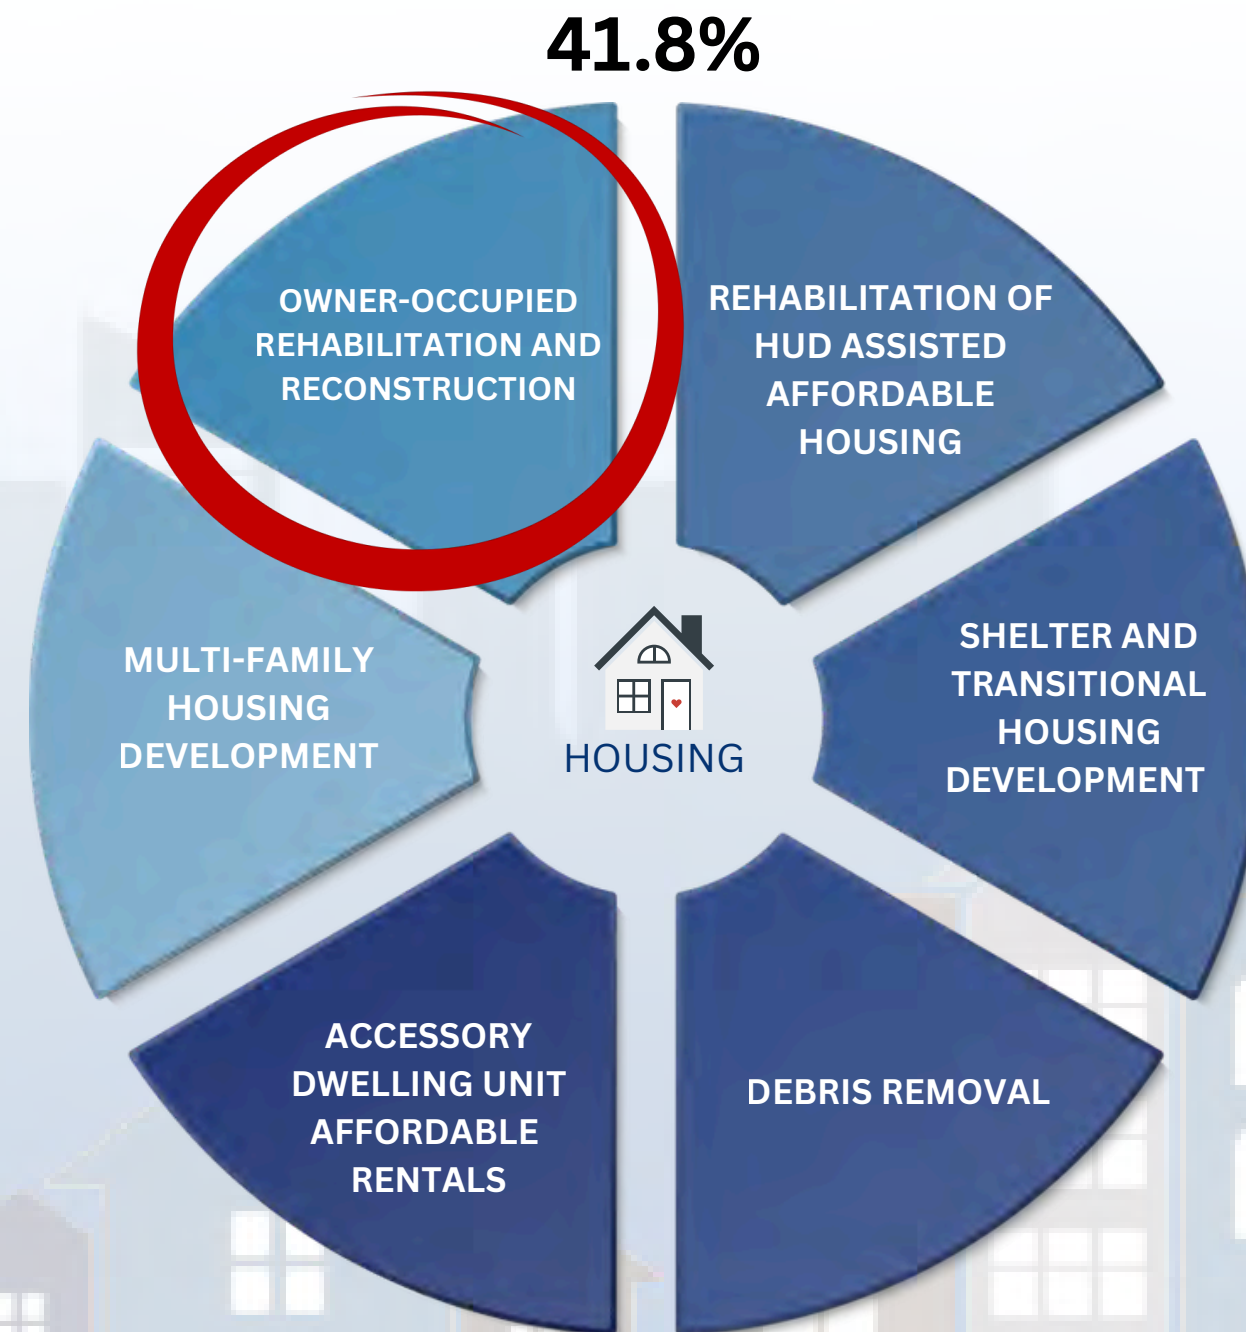 41.8%
OWNER-OCCUPIED
REHABILITATION AND
RECONSTRUCTION
REHABILITATION OF
HUD ASSISTED
AFFORDABLE
HOUSING
MULTI-FAMILY
HOUSING
DEVELOPMENT
HOUSING
SHELTER AND
TRANSITIONAL
HOUSING
DEVELOPMENT
ACCESSORY
DWELLING UNIT
AFFORDABLE
RENTALS
DEBRIS REMOVAL